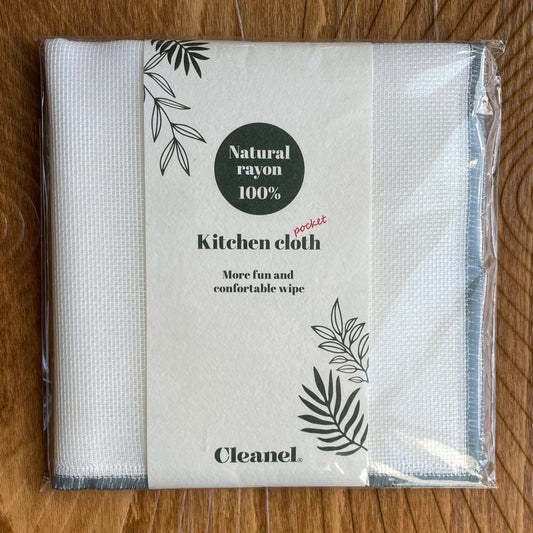 Natural
rayon
100%
pocket
Kitchen cloth
More fun and
confortable wipe
Cleanel®